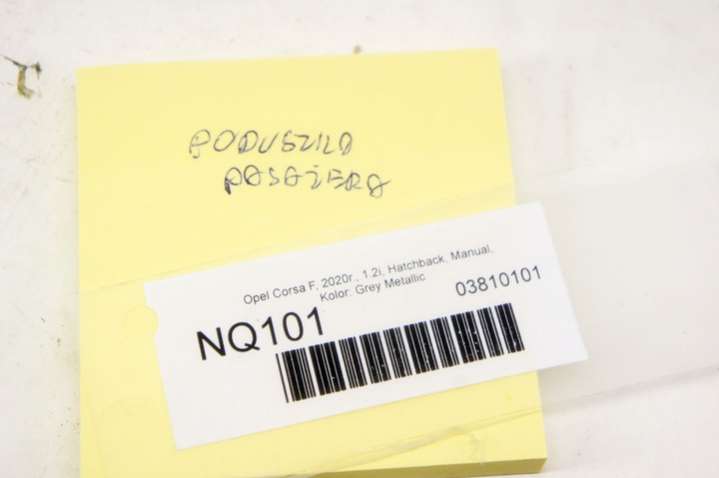 PODUSZKA
PASAŻERA
Opel Corsa F, 2020r., 1.2i, Hatchback, Manual,
Kolor: Grey Metallic
03810101
NQ101